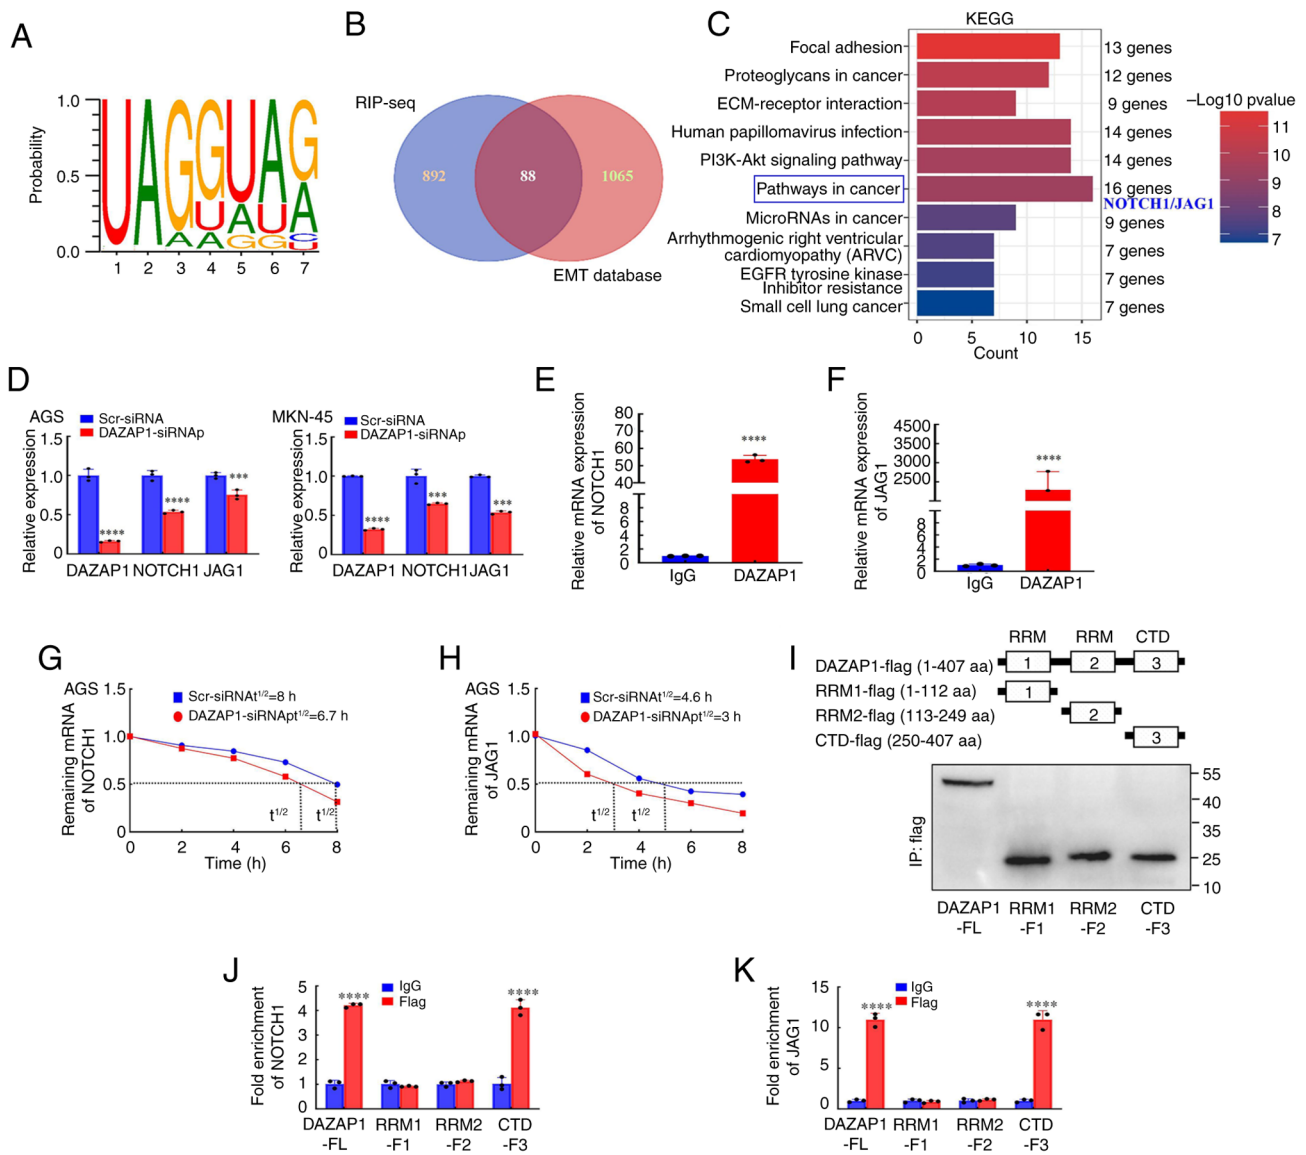 A
Probability
1.0
0.5
0.0
UAGGUAG
AAUAUA
GGC
U
1 2 3 4 5 6 7
B
RIP-seq
892
88
1065
EMT database
C
KEGG
Focal adhesion
13 genes
Proteoglycans in cancer
12 genes
ECM-receptor interaction
9 genes
Human papillomavirus infection
14 genes
PI3K-Akt signaling pathway
14 genes
Pathways in cancer
16 genes
NOTCH1/JAG1
MicroRNAs in cancer
9 genes
Arrhythmogenic right ventricular
cardiomyopathy (ARVC)
7 genes
EGFR tyrosine kinase
Inhibitor resistance
7 genes
Small cell lung cancer
7 genes
0 5 10 15
Count
−Log10 pvalue
11
10
9
8
7
D
AGS
Scr-siRNA
DAZAP1-siRNAp
Relative expression
1.5
1.0
0.5
0
****
****
***
DAZAP1 NOTCH1 JAG1
MKN-45
Scr-siRNA
DAZAP1-siRNAp
Relative expression
1.5
1.0
0.5
0
****
***
***
DAZAP1 NOTCH1 JAG1
E
Relative mRNA expression
of NOTCH1
80
70
60
50
40
8
6
4
2
0
****
IgG DAZAP1
F
Relative mRNA expression
of JAG1
4500
3500
3000
2500
8
6
4
2
0
****
IgG DAZAP1
G
AGS
Remaining mRNA
of NOTCH1
1.5
1.0
0.5
0
Scr-siRNAt1/2=8 h
DAZAP1-siRNApt1/2=6.7 h
t1/2 t1/2
0 2 4 6 8
Time (h)
H
AGS
Remaining mRNA
of JAG1
1.5
1.0
0.5
0
Scr-siRNAt1/2=4.6 h
DAZAP1-siRNApt1/2=3 h
t1/2 t1/2
0 2 4 6 8
Time (h)
I
RRM RRM CTD
DAZAP1-flag (1-407 aa) 1 2 3
RRM1-flag (1-112 aa) 1
RRM2-flag (113-249 aa) 2
CTD-flag (250-407 aa) 3
IP: flag
55
40
35
25
10
DAZAP1 RRM1 RRM2 CTD
-FL -F1 -F2 -F3
J
Fold enrichment
of NOTCH1
5
4
3
2
1
0
IgG
Flag
****
****
DAZAP1 RRM1 RRM2 CTD
-FL -F1 -F2 -F3
K
Fold enrichment
of JAG1
15
10
5
0
IgG
Flag
****
****
DAZAP1 RRM1 RRM2 CTD
-FL -F1 -F2 -F3